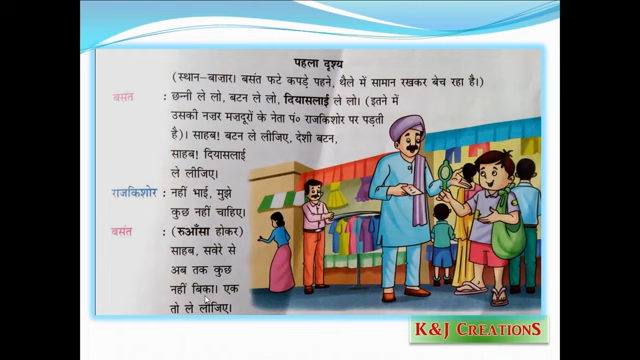 पहला दृश्य
(स्थान–बाजार। बसंत फटे कपड़े पहने, थैले में सामान रखकर बेच रहा है।)
बसंत : छन्नी ले लो, बटन ले लो, दियासलाई ले लो। (इतने में
उसकी नज़र मजदूरों के नेता पं० राजकिशोर पर पड़ती
है)। साहब! बटन ले लीजिए, देशी बटन,
साहब! दियासलाई
ले लीजिए।
राजकिशोर : नहीं भाई, मुझे
कुछ नहीं चाहिए।
बसंत : (रुआँसा होकर)
साहब, सवेरे से
अब तक कुछ
नहीं बिका। एक
तो ले लीजिए।
K&J CREATIONS